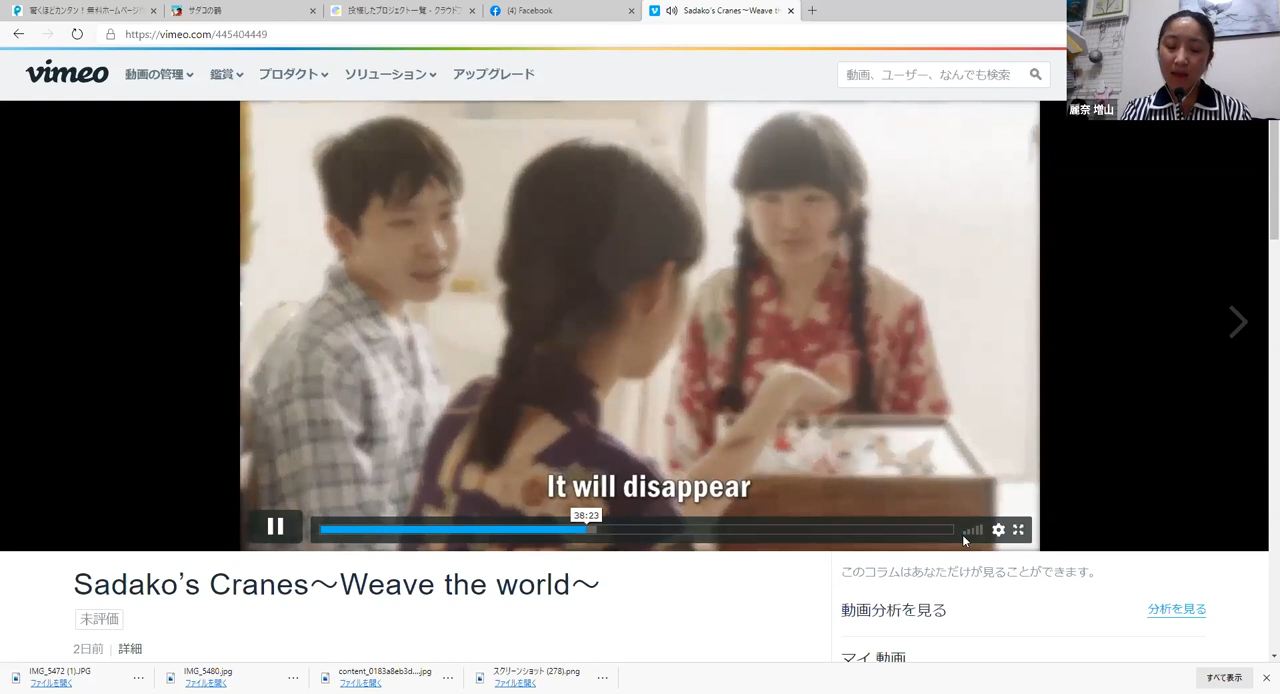 驚くほどカンタン!無料ホームページ作
サダコの鶴
投稿したプロジェクト一覧 - クラウドフ
(4) Facebook
Sadako's Cranes～Weave th
https://vimeo.com/445404449
vimeo
動画の管理
鑑賞
プロダクト
ソリューション
アップグレード
動画、ユーザー、なんでも検索
麗奈 増山
It will disappear
38:23
Sadako's Cranes～Weave the world～
未評価
2日前
詳細
このコラムはあなただけが見ることができます。
動画分析を見る
分析を見る
マイ 動画
IMG_5472 (1).JPG
ファイルを開く
IMG_5480.jpg
ファイルを開く
content_0183a8eb3d....jpg
ファイルを開く
スクリーンショット (278).png
ファイルを開く
すべて表示